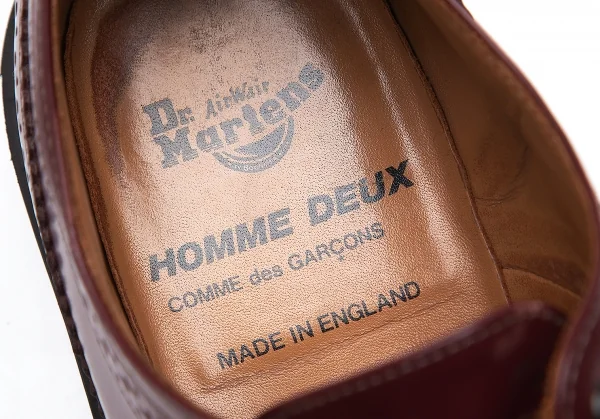 Dr. AirWair
Martens
HOMME DEUX
COMME des GARÇONS
MADE IN ENGLAND